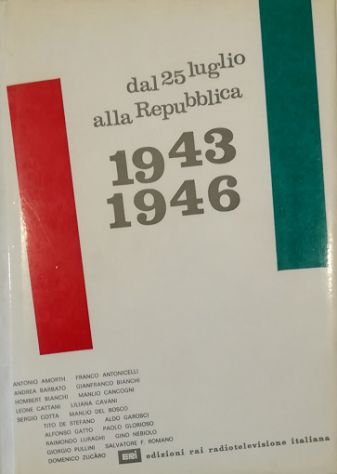 dal 25 luglio
alla Repubblica
1943
1946
ANTONIO AMORTH FRANCO ANTONICELLI
ANDREA BARBATO GIANFRANCO BIANCHI
HOMBERT BIANCHI MANLIO CANCOGNI
LEONE CATTANI LILIANA CAVANI
SERGIO COTTA MANLIO DEL BOSCO
TITO DE STEFANO ALDO GAROSCI
ALFONSO GATTO PAOLO GLORIOSO
RAIMONDO LURAGHI GINO NEBIOLO
GIORGIO PULLINI SALVATORE F. ROMANO
DOMENICO ZUCÀRO
eri edizioni rai radiotelevisione italiana